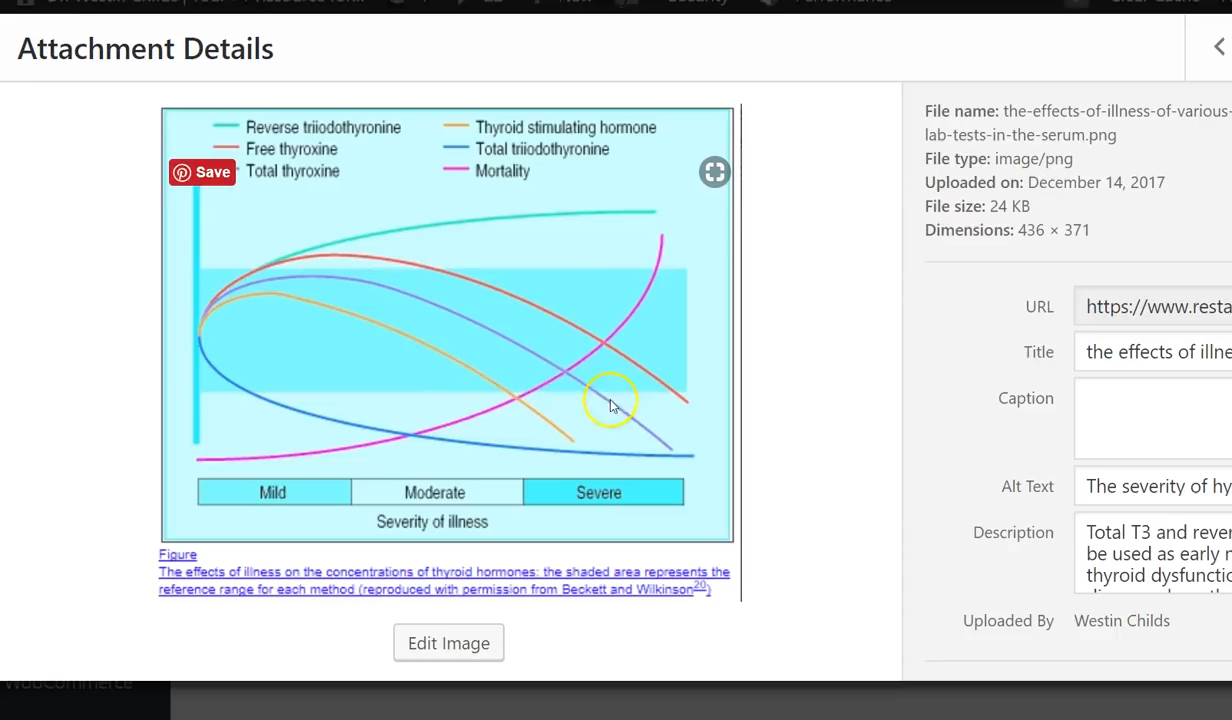 Attachment Details
Reverse triiodothyronine
Thyroid stimulating hormone
Free thyroxine
Total triiodothyronine
Save
Total thyroxine
Mortality
Mild
Moderate
Severe
Severity of illness
Figure
The effects of illness on the concentrations of thyroid hormones: the shaded area represents the
reference range for each method (reproduced with permission from Beckett and Wilkinson20)
Edit Image
File name: the-effects-of-illness-of-various-
lab-tests-in-the-serum.png
File type: image/png
Uploaded on: December 14, 2017
File size: 24 KB
Dimensions: 436 × 371
URL
https://www.resta
Title
the effects of illne
Caption
Alt Text
The severity of hy
Description
Total T3 and rever
be used as early n
thyroid dysfunctio
Uploaded By
Westin Childs